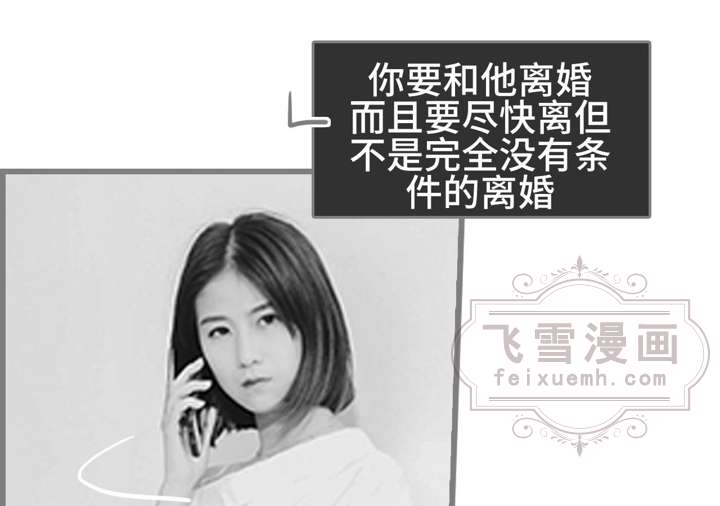 你要和他离婚
而且要尽快离但
不是完全没有条
件的离婚
飞雪漫画
feixuemh.com